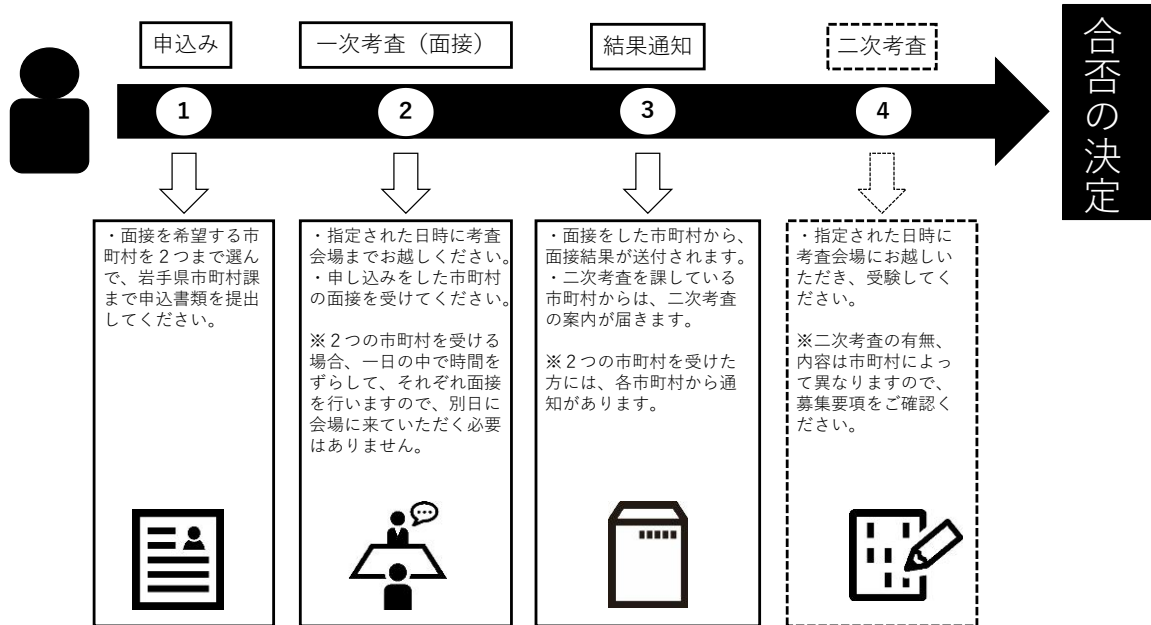 申込み
一次考査（面接）
結果通知
二次考査
合否の決定
1
2
3
4
・面接を希望する市
町村を２つまで選ん
で、岩手県市町村課
まで申込書類を提出
してください。
・指定された日時に考査
会場までお越しください。
・申し込みをした市町村
の面接を受けてください。
※２つの市町村を受ける
場合、一日の中で時間を
ずらして、それぞれ面接
を行いますので、別日に
会場に来ていただく必要
はありません。
・面接をした市町村から、
面接結果が送付されます。
・二次考査を課している
市町村からは、二次考査
の案内が届きます。
※２つの市町村を受けた
方には、各市町村から通
知があります。
・指定された日時に
考査会場にお越しい
ただき、受験してく
ださい。
※二次考査の有無、
内容は市町村によっ
て異なりますので、
募集要項をご確認く
ださい。